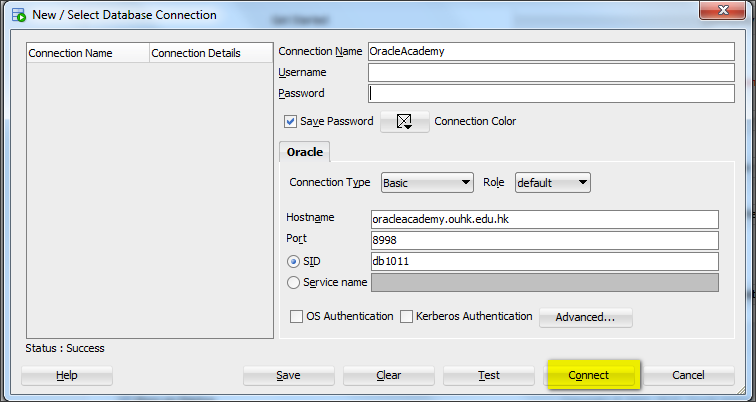 New / Select Database Connection
Connection Name Connection Details
Connection Name OracleAcademy
Username
Password
Save Password Connection Color
Oracle
Connection Type Basic Role default
Hostname oracleacademy.ouhk.edu.hk
Port 8998
SID db1011
Service name
OS Authentication Kerberos Authentication Advanced...
Status : Success
Help Save Clear Test Connect Cancel